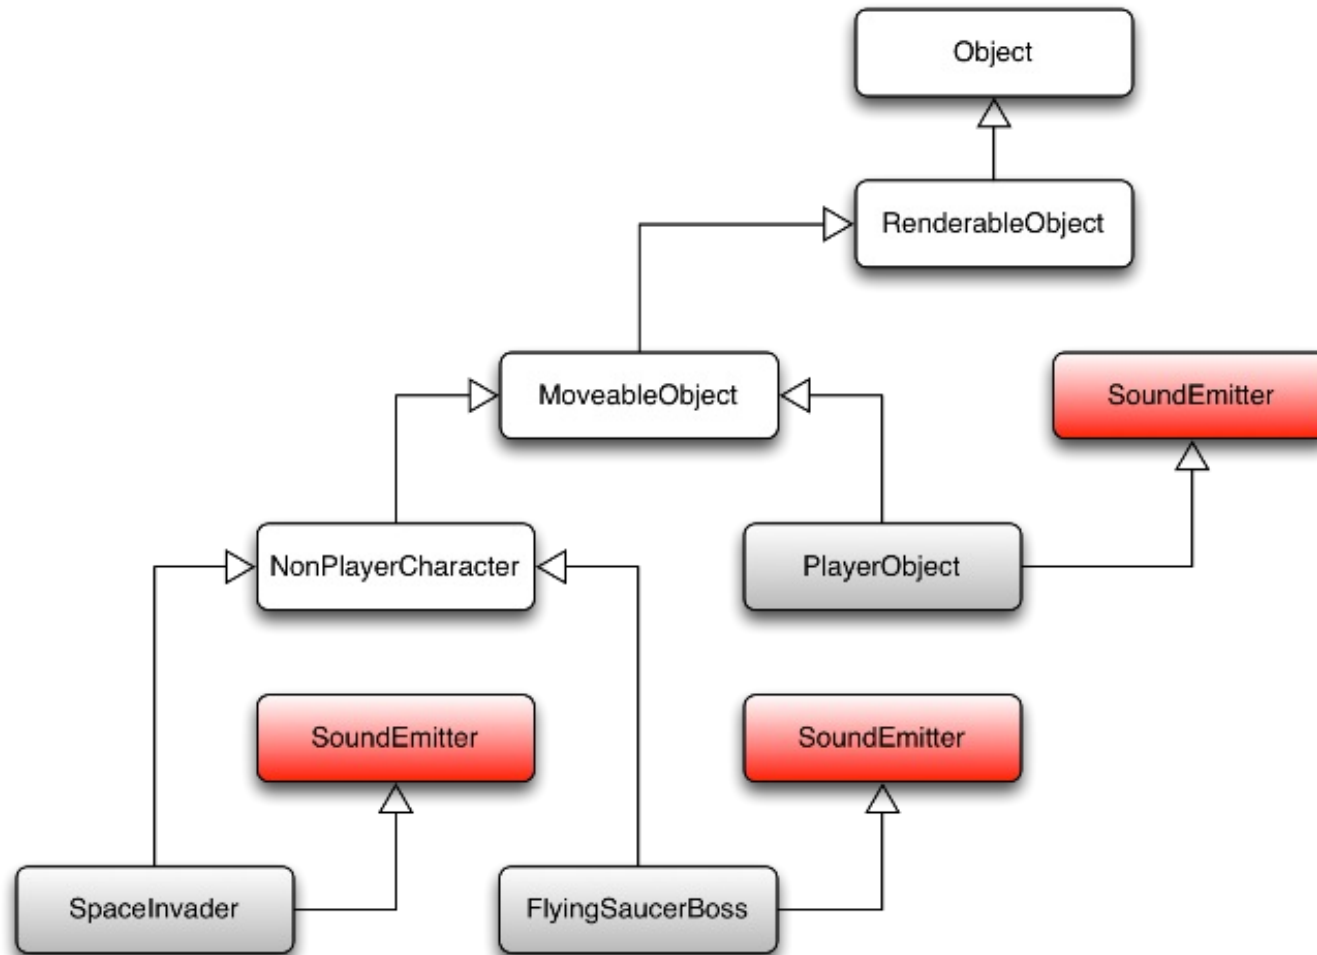 Object
RenderableObject
MoveableObject
SoundEmitter
NonPlayerCharacter
PlayerObject
SoundEmitter
SoundEmitter
SpaceInvader
FlyingSaucerBoss